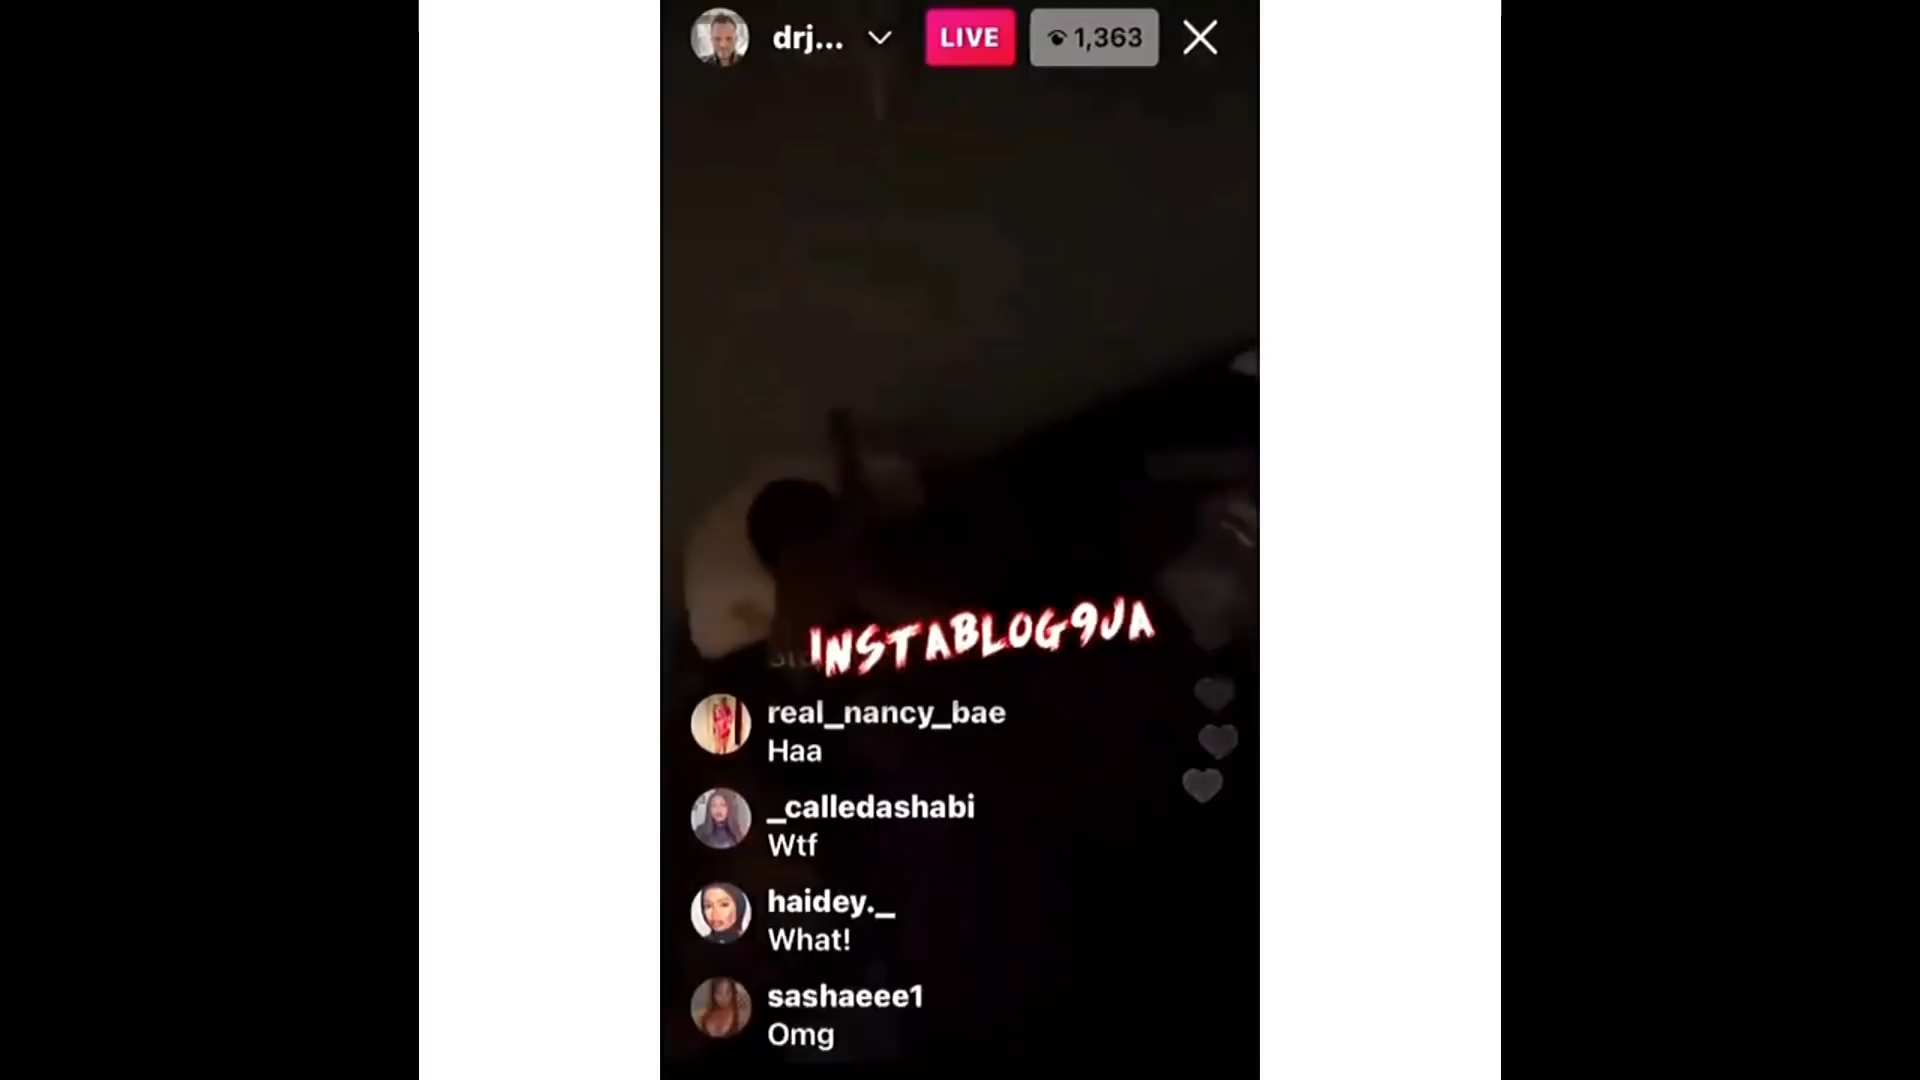 drj...
LIVE
1,363
INSTABLOG9JA
real_nancy_bae
Haa
_calledashabi
Wtf
haidey._
What!
sashaeee1
Omg